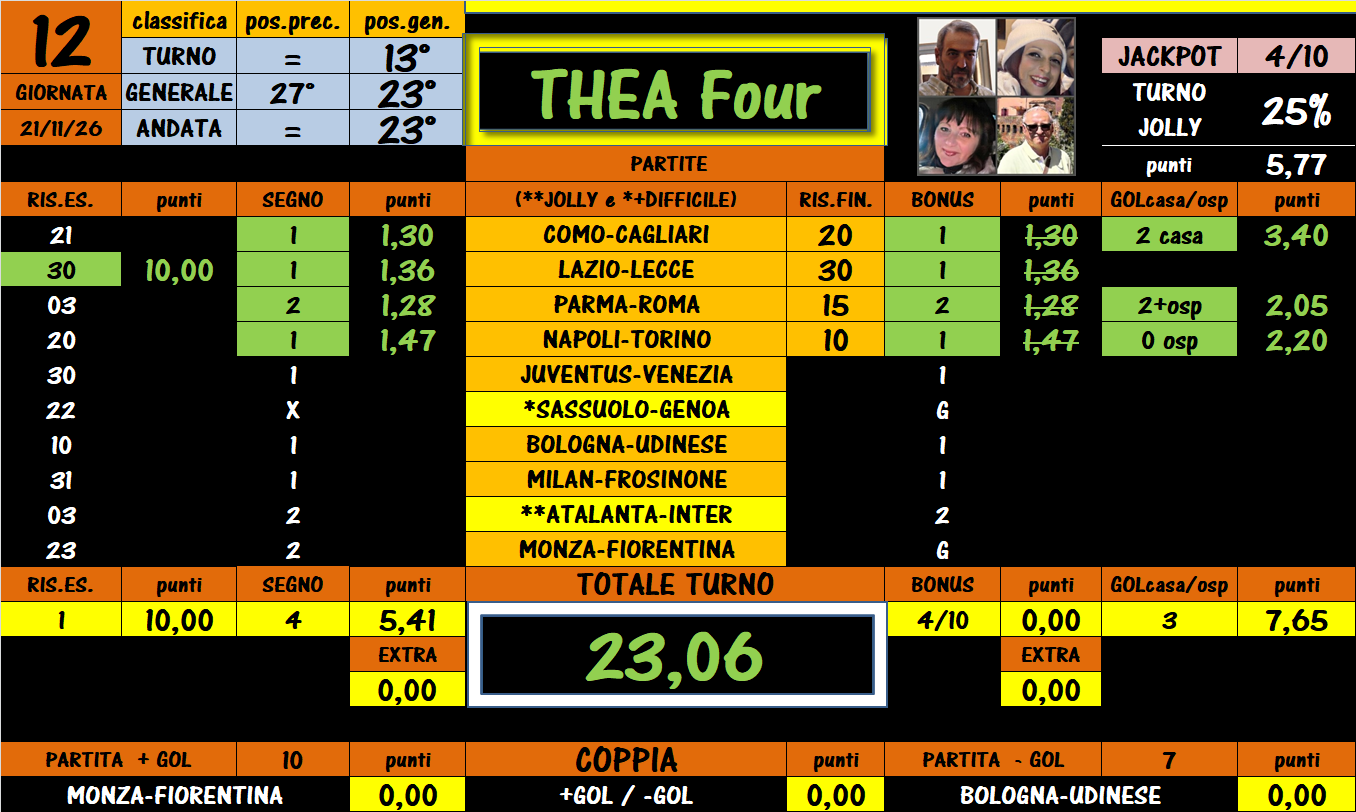 12 classifica pos.prec. pos.gen.
TURNO = 13° THEA Four JACKPOT 4/10
GIORNATA GENERALE 27° 23° TURNO JOLLY 25%
21/11/26 ANDATA = 23°
PARTITE punti 5,77
RIS.ES. punti SEGNO punti (**JOLLY e *+DIFFICILE) RIS.FIN. BONUS punti GOLcasa/osp punti
21 1 1,30 COMO-CAGLIARI 20 1 1,30 2 casa 3,40
30 10,00 1 1,36 LAZIO-LECCE 30 1 1,36
03 2 1,28 PARMA-ROMA 15 2 1,28 2+osp 2,05
20 1 1,47 NAPOLI-TORINO 10 1 1,47 0 osp 2,20
30 1 JUVENTUS-VENEZIA 1
22 X *SASSUOLO-GENOA G
10 1 BOLOGNA-UDINESE 1
31 1 MILAN-FROSINONE 1
03 2 **ATALANTA-INTER 2
23 2 MONZA-FIORENTINA G
RIS.ES. punti SEGNO punti TOTALE TURNO BONUS punti GOLcasa/osp punti
1 10,00 4 5,41 23,06 4/10 0,00 3 7,65
EXTRA EXTRA
0,00 0,00
PARTITA + GOL 10 punti COPPIA punti PARTITA - GOL 7 punti
MONZA-FIORENTINA 0,00 +GOL / -GOL 0,00 BOLOGNA-UDINESE 0,00